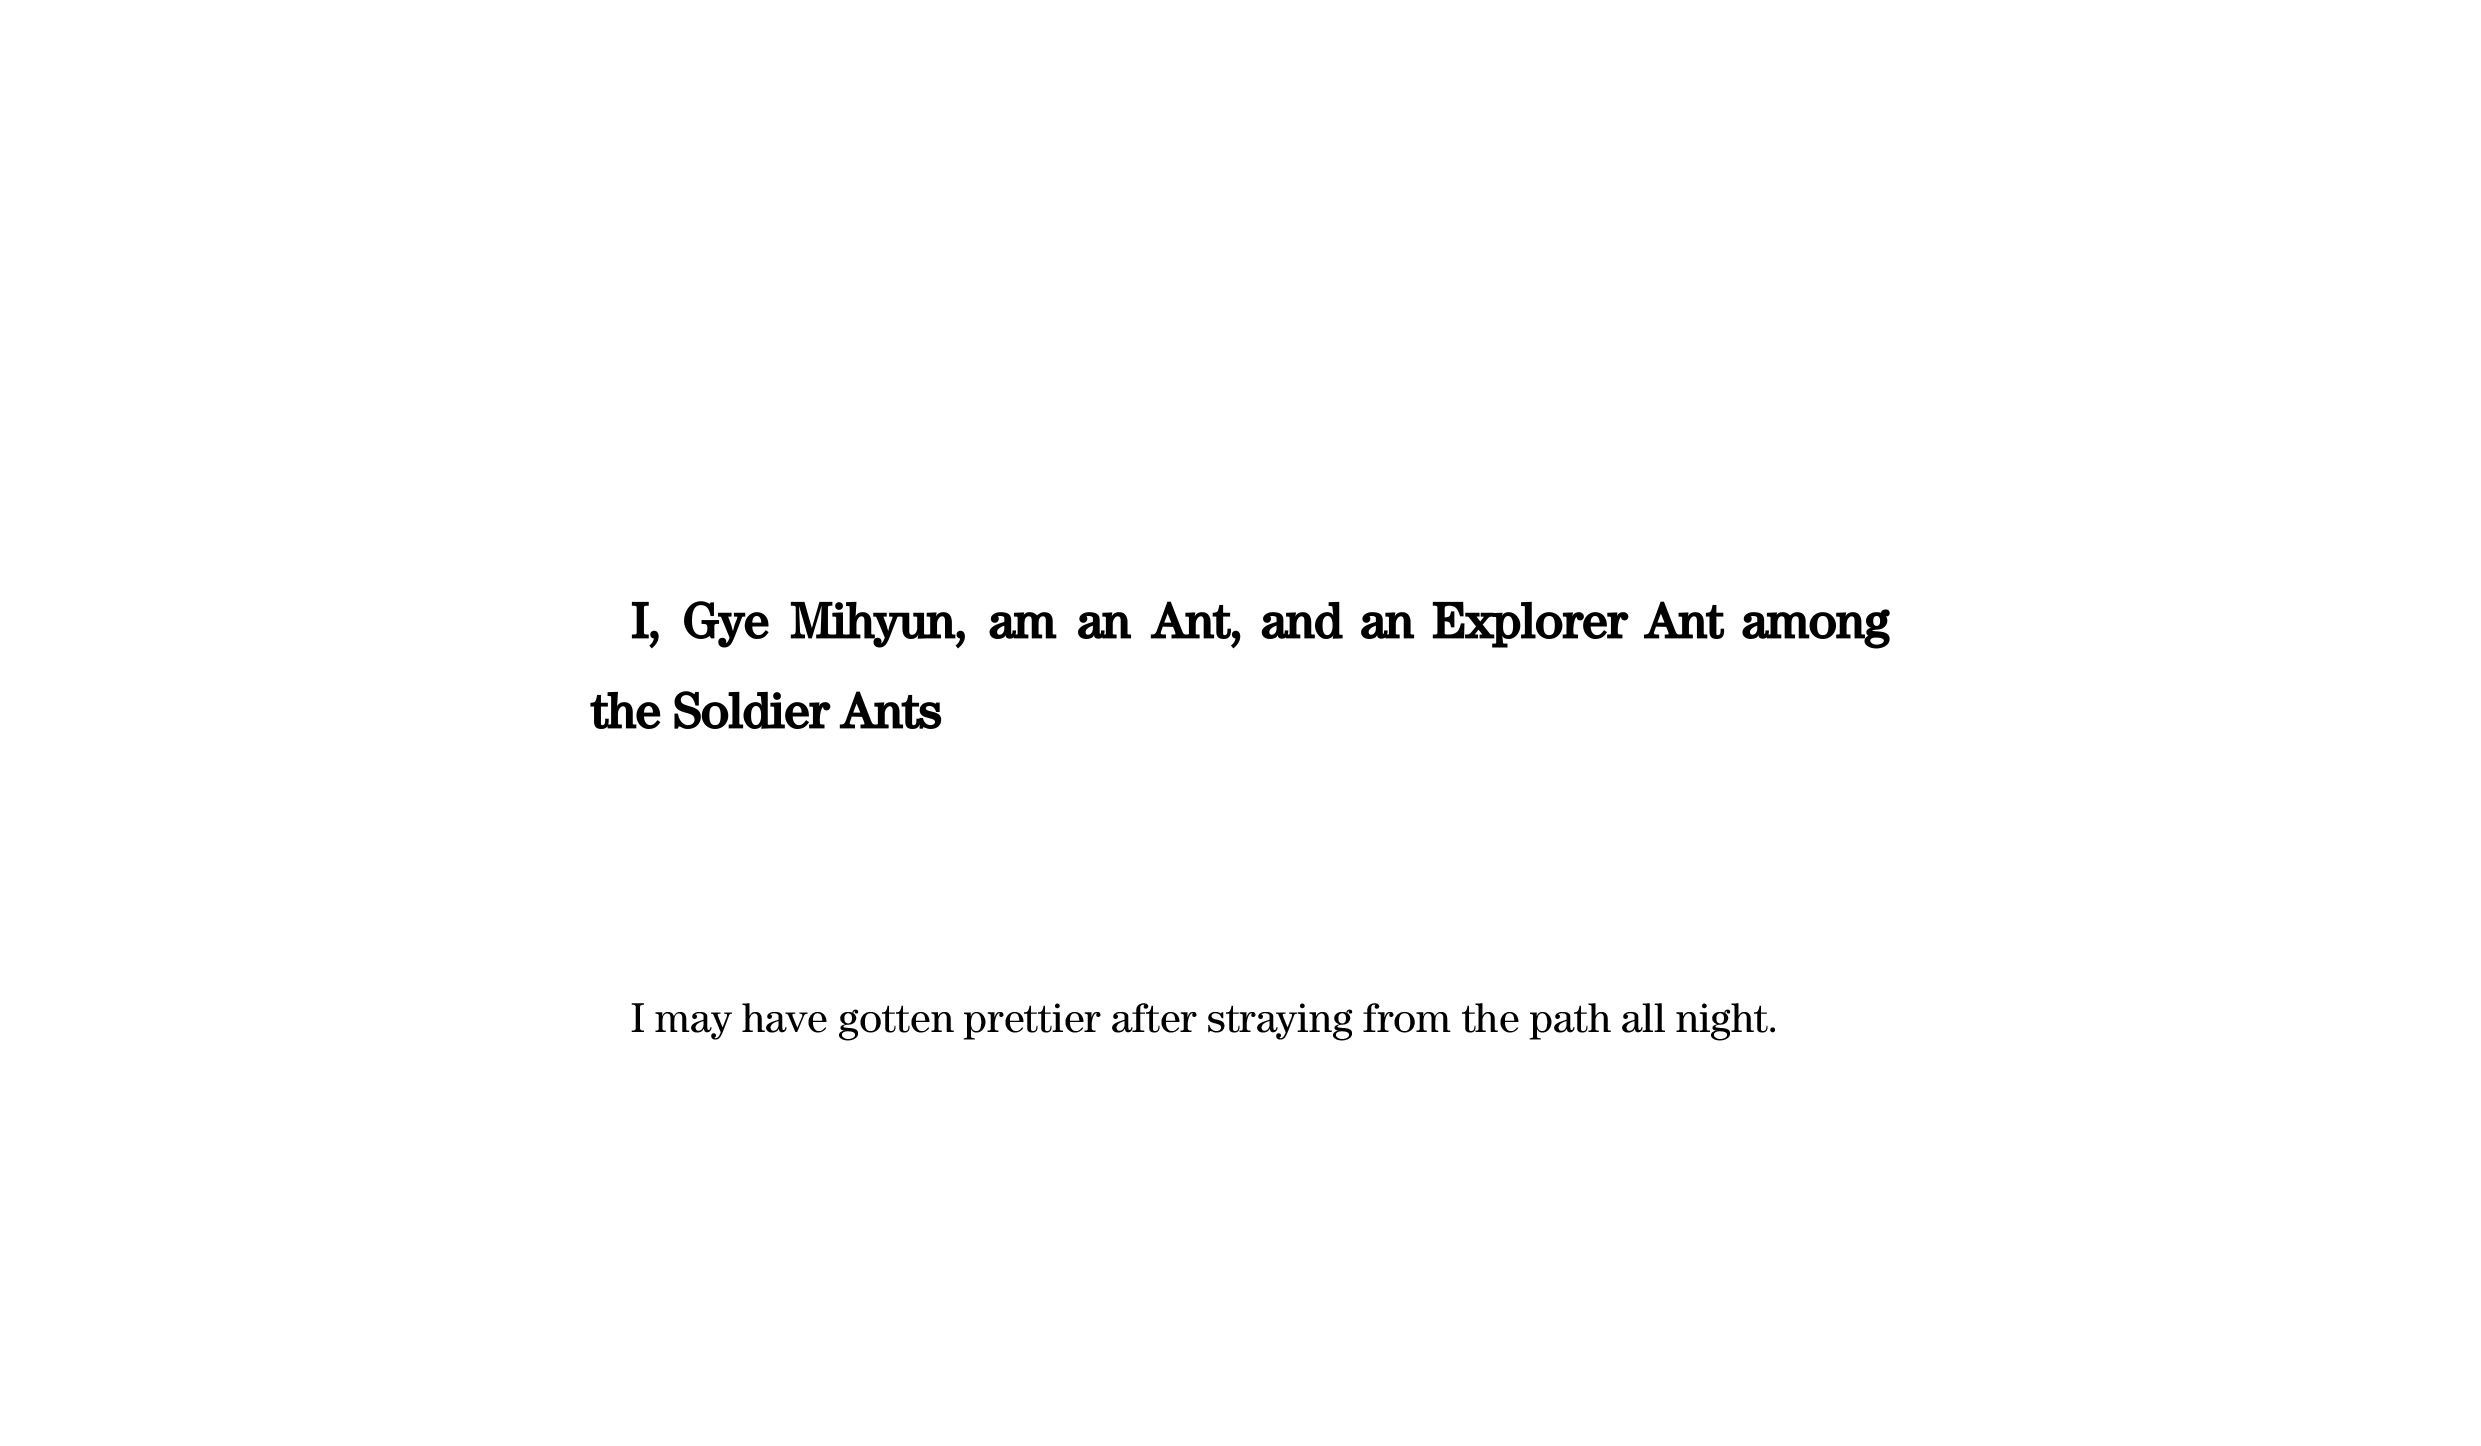 I, Gye Mihyun, am an Ant, and an Explorer Ant among
the Soldier Ants
I may have gotten prettier after straying from the path all night.